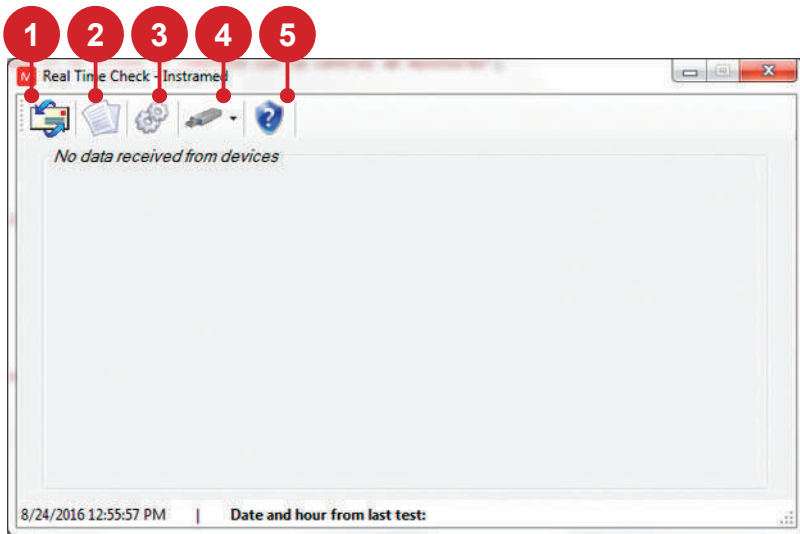 1 2 3 4 5
Real Time Check - Instramed
No data received from devices
8/24/2016 12:55:57 PM | Date and hour from last test: